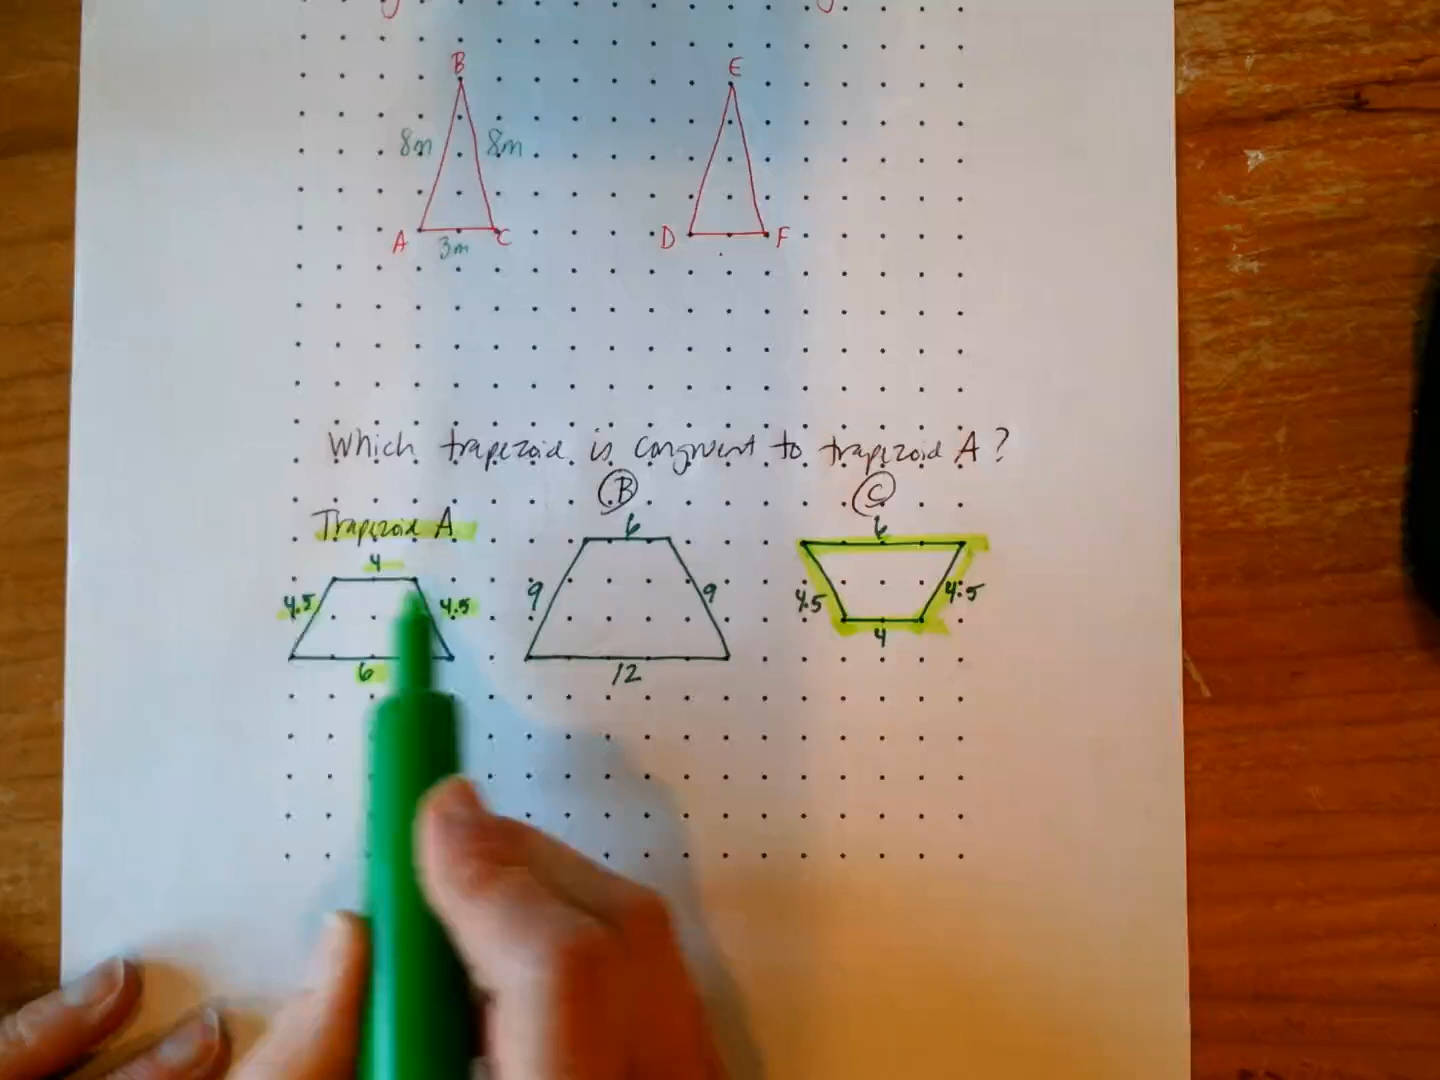 B
E
8m 8m
A 3m C
D F
Which trapezoid is congruent to trapezoid A?
B C
Trapezoid A
4 6 6
4.5 4.5 9 9 4.5 4.5
6 12 4